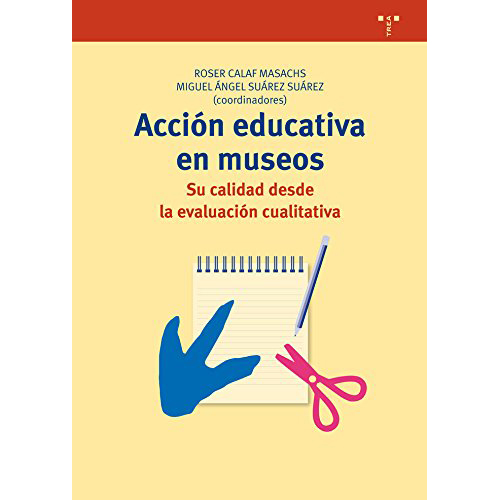 TREA
ROSER CALAF MASACHS
MIGUEL ÁNGEL SUÁREZ SUÁREZ
(coordinadores)
Acción educativa
en museos
Su calidad desde
la evaluación cualitativa